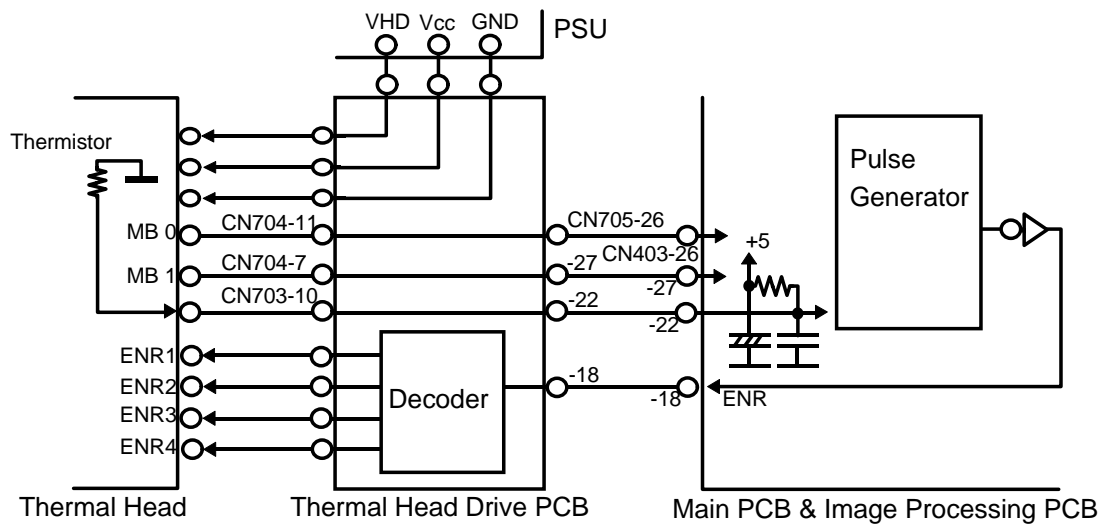 VHD Vcc GND
PSU
Thermistor
Pulse
Generator
MB 0
CN704-11
CN705-26
+5
MB 1
CN704-7
-27
CN403-26
-27
CN703-10
-22
-22
ENR1
ENR2
ENR3
ENR4
Decoder
-18
-18
ENR
Thermal Head
Thermal Head Drive PCB
Main PCB & Image Processing PCB